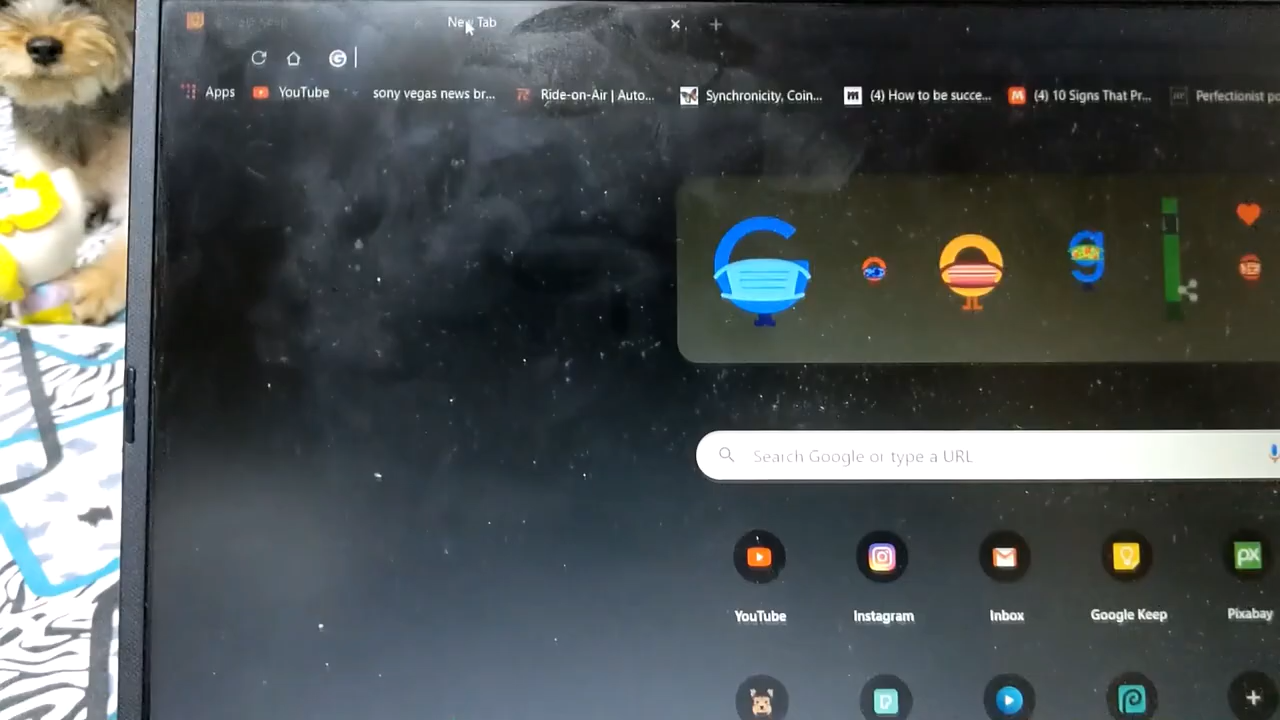 New Tab
Apps
YouTube
sony vegas news br...
Ride-on-Air | Auto...
Synchronicity, Coin...
(4) How to be succe...
(4) 10 Signs That Pr...
Perfectionist
Search Google or type a URL
YouTube
Instagram
Inbox
Google Keep
Pixabay